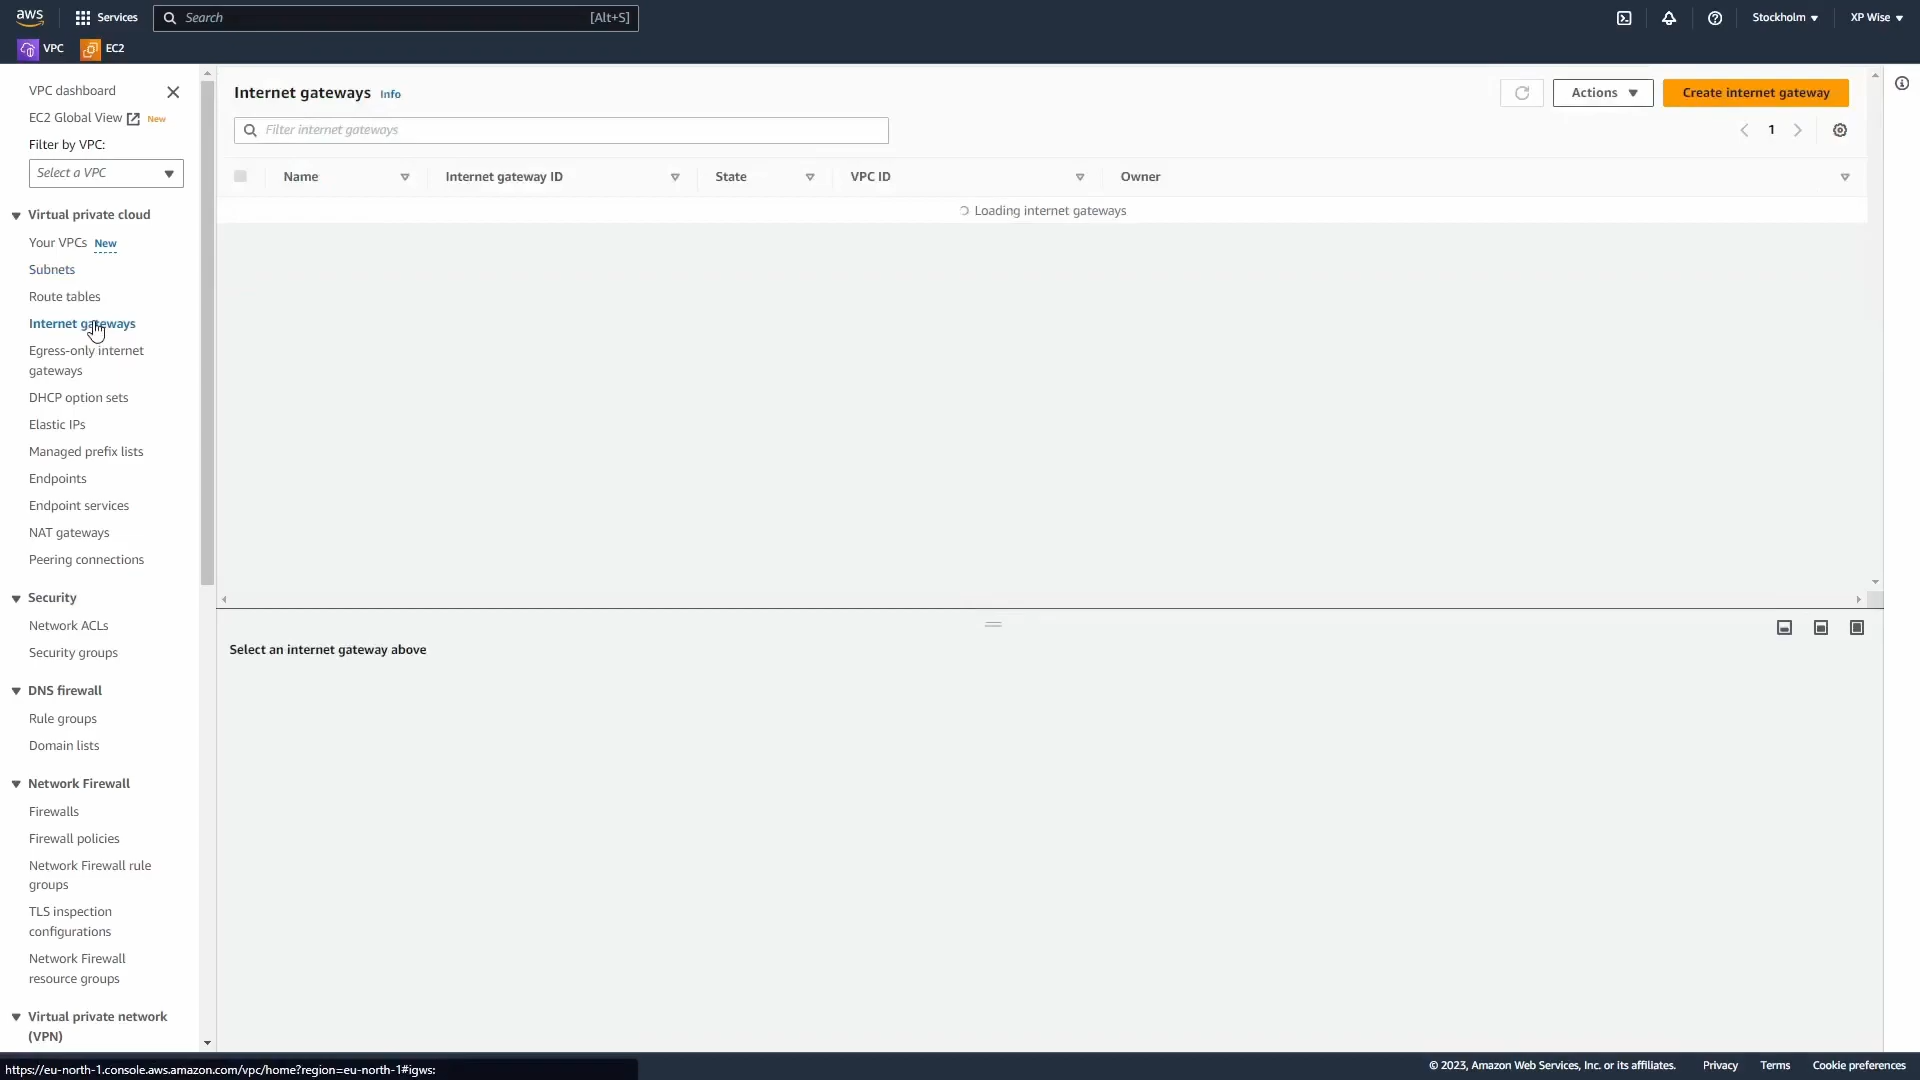 aws
Services
Search
[Alt+S]
Stockholm
XP Wise
VPC
EC2
VPC dashboard
EC2 Global View
New
Filter by VPC:
Select a VPC
Virtual private cloud
Your VPCs New
Subnets
Route tables
Internet gateways
Egress-only internet
gateways
DHCP option sets
Elastic IPs
Managed prefix lists
Endpoints
Endpoint services
NAT gateways
Peering connections
Security
Network ACLs
Security groups
DNS firewall
Rule groups
Domain lists
Network Firewall
Firewalls
Firewall policies
Network Firewall rule
groups
TLS inspection
configurations
Network Firewall
resource groups
Virtual private network
(VPN)
Internet gateways Info
Actions
Create internet gateway
Filter internet gateways
1
Name
Internet gateway ID
State
VPC ID
Owner
Loading internet gateways
Select an internet gateway above
https://eu-north-1.console.aws.amazon.com/vpc/home?region=eu-north-1#igws:
© 2023, Amazon Web Services, Inc. or its affiliates.
Privacy
Terms
Cookie preferences